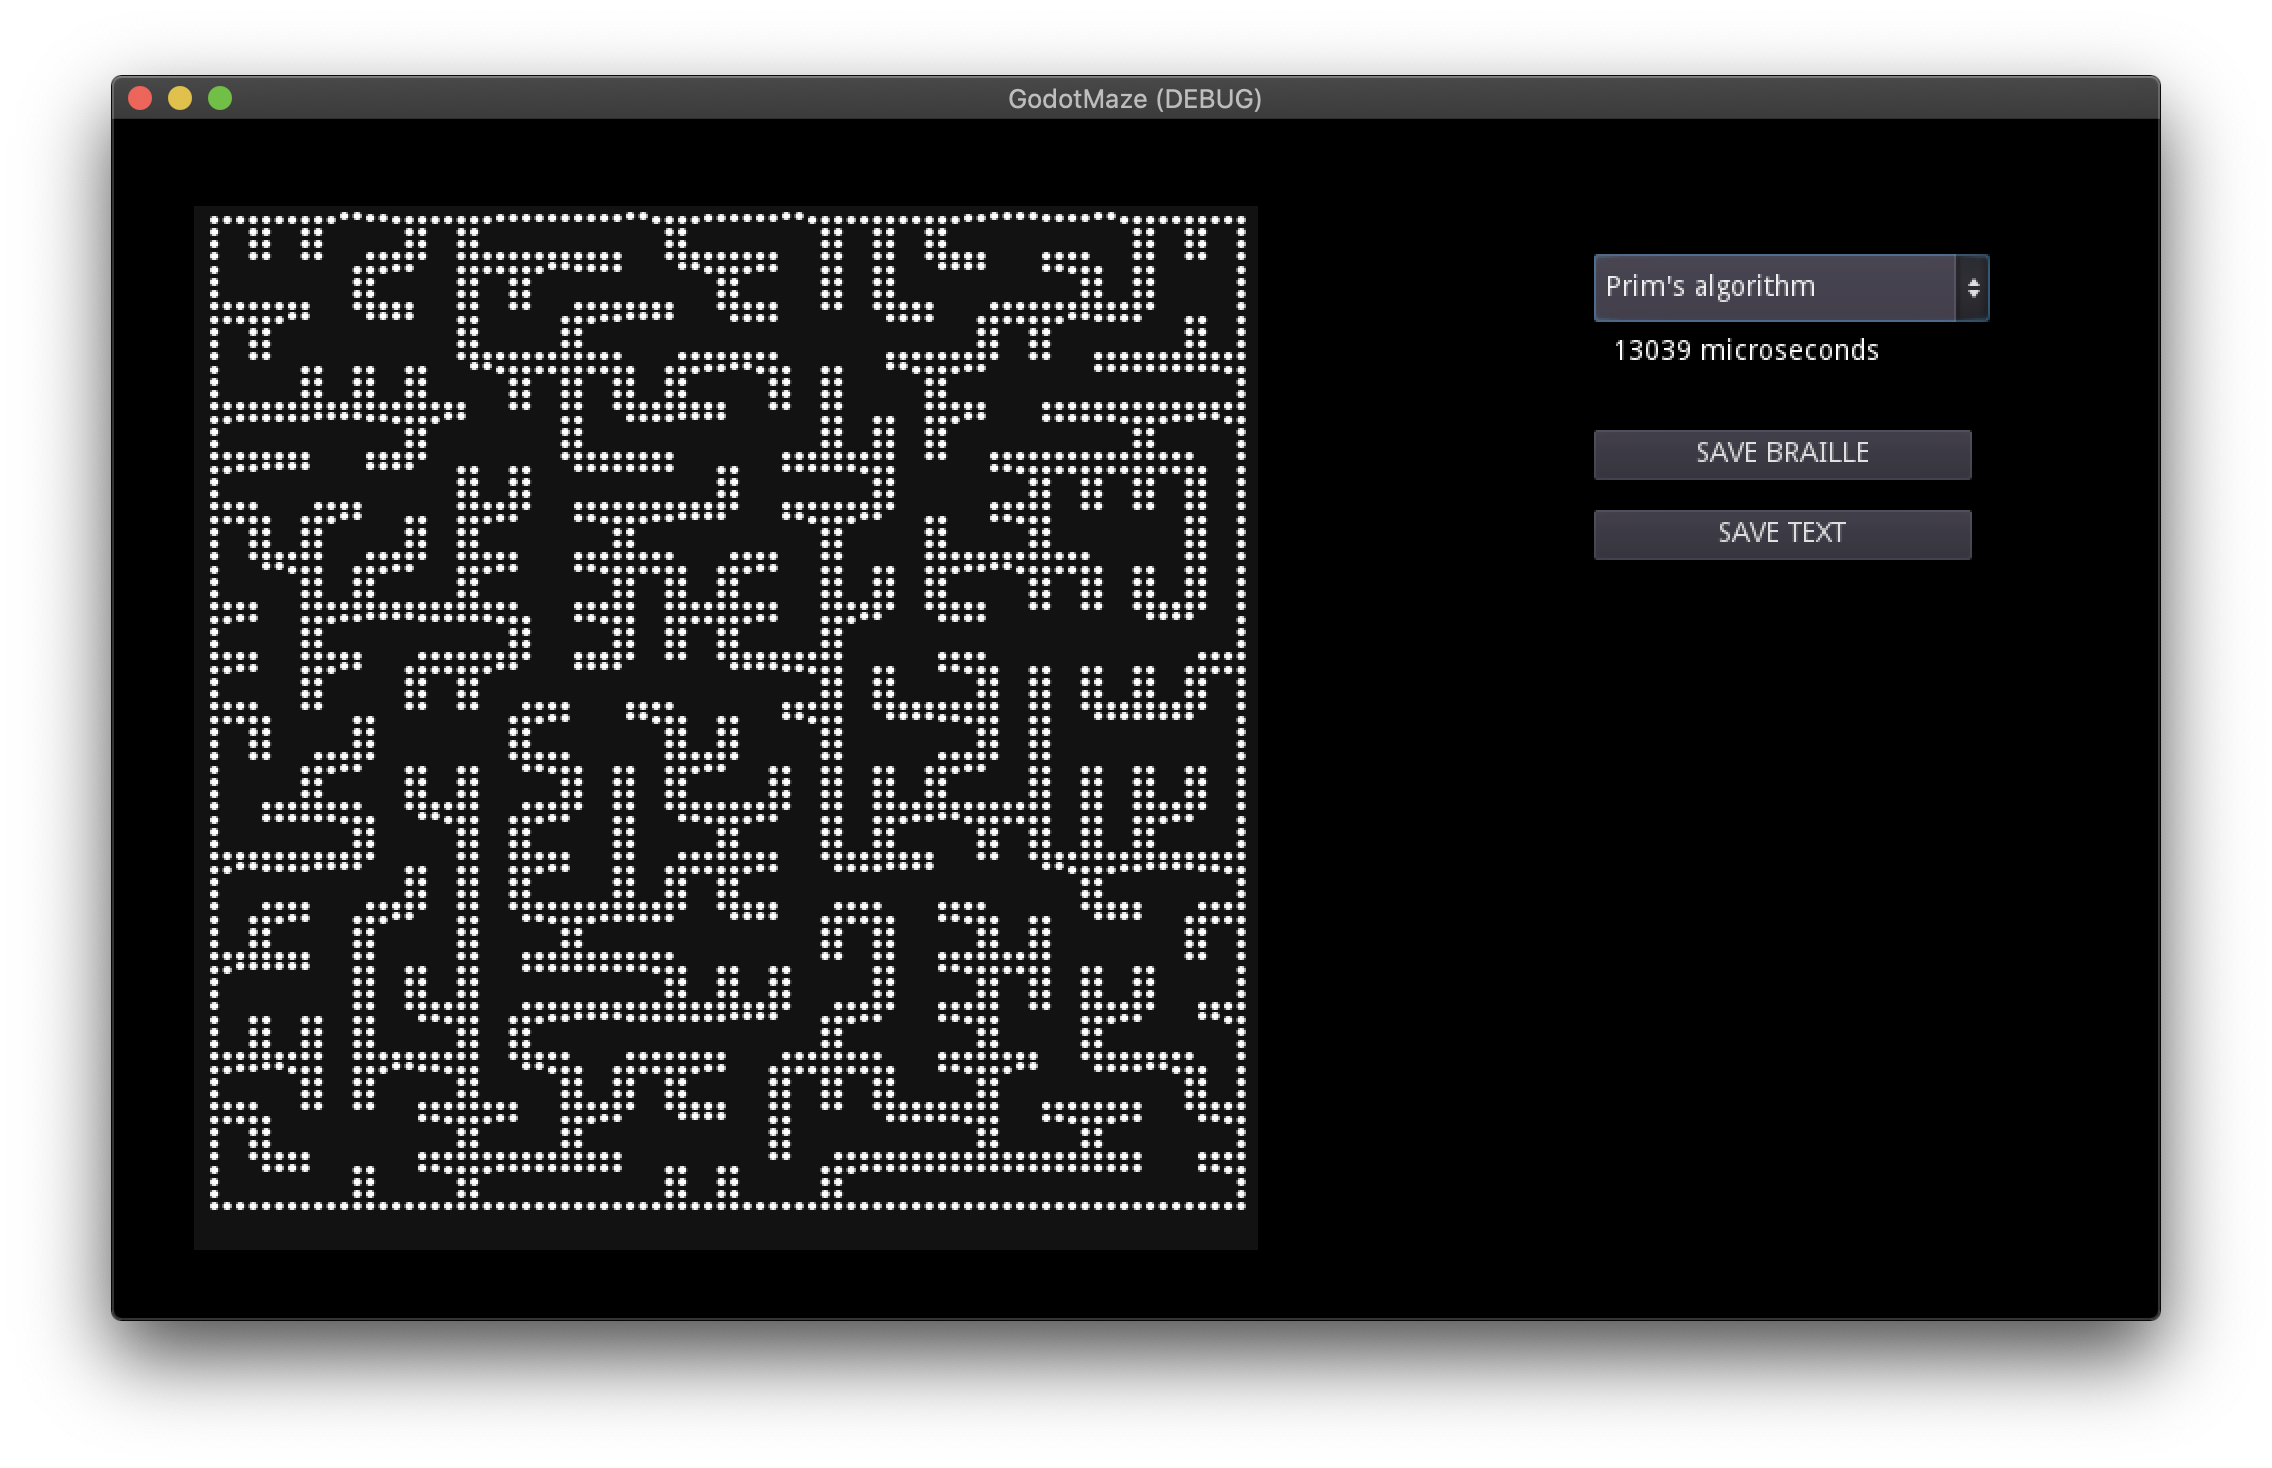 GodotMaze (DEBUG)
Prim's algorithm
13039 microseconds
SAVE BRAILLE
SAVE TEXT